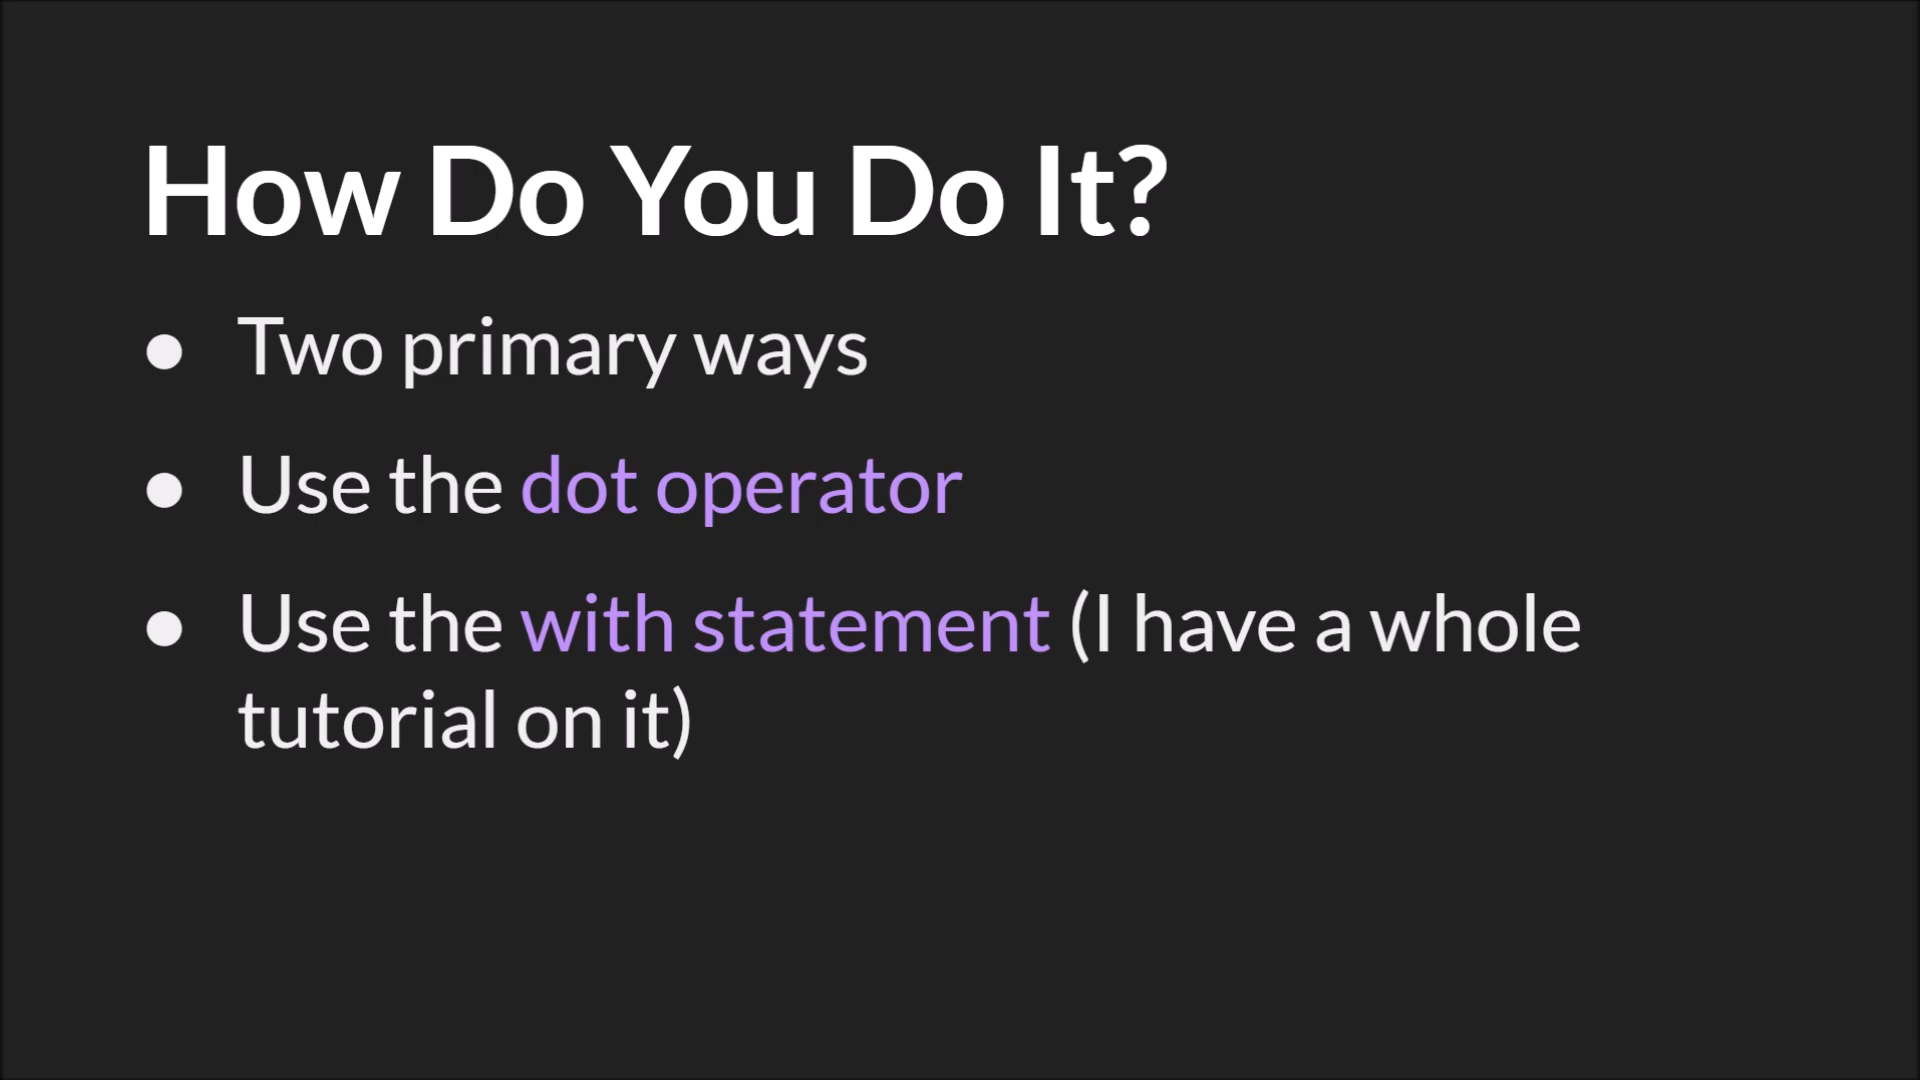 How Do You Do It?
● Two primary ways
● Use the dot operator
● Use the with statement (I have a whole
tutorial on it)